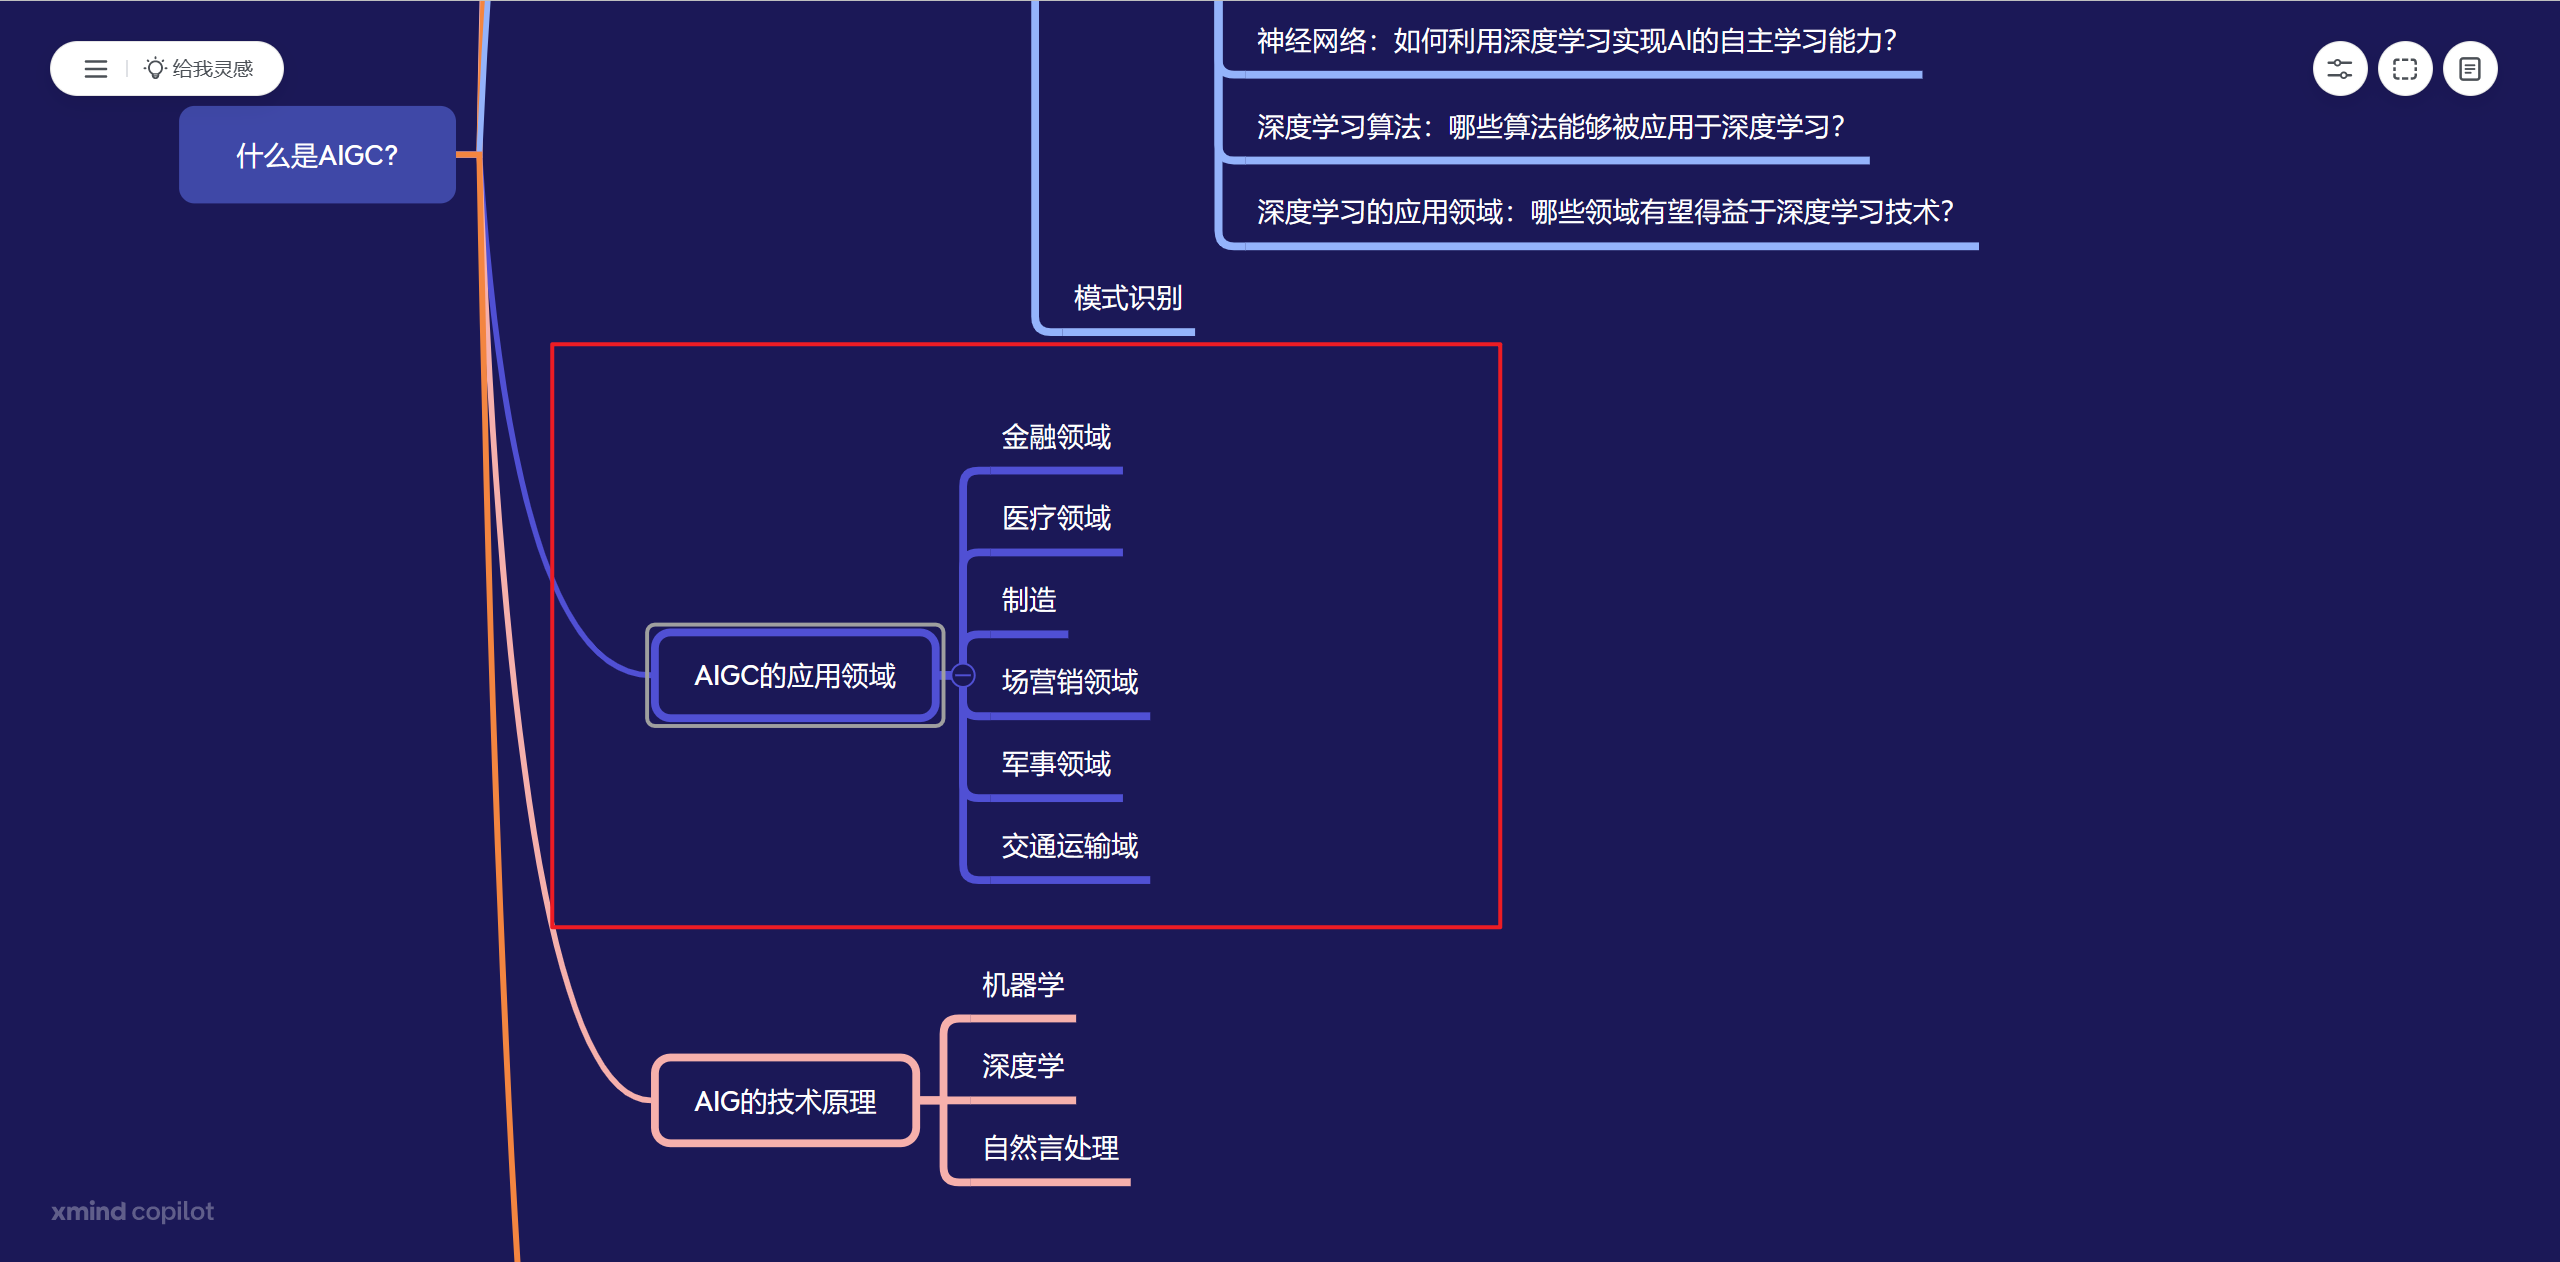 给我灵感
什么是AIGC?
神经网络：如何利用深度学习实现AI的自主学习能力？
深度学习算法：哪些算法能够被应用于深度学习？
深度学习的应用领域：哪些领域有望得益于深度学习技术？
模式识别
AIGC的应用领域
金融领域
医疗领域
制造
场营销领域
军事领域
交通运输域
AIG的技术原理
机器学
深度学
自然言处理
xmind copilot